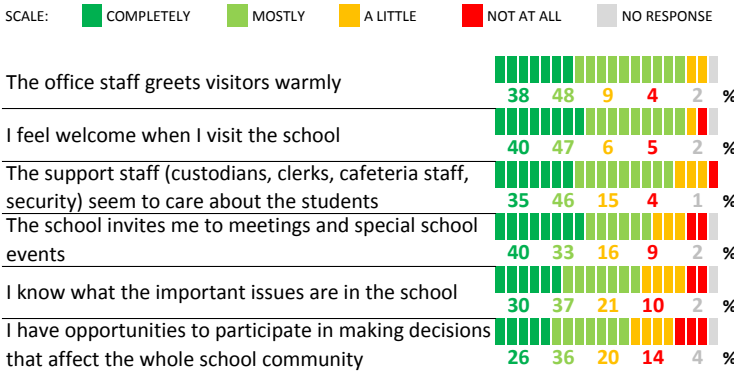 SCALE: COMPLETELY MOSTLY A LITTLE NOT AT ALL NO RESPONSE
The office staff greets visitors warmly
38 48 9 4 2 %
I feel welcome when I visit the school
40 47 6 5 2 %
The support staff (custodians, clerks, cafeteria staff,
security) seem to care about the students
35 46 15 4 1 %
The school invites me to meetings and special school
events
40 33 16 9 2 %
I know what the important issues are in the school
30 37 21 10 2 %
I have opportunities to participate in making decisions
that affect the whole school community
26 36 20 14 4 %